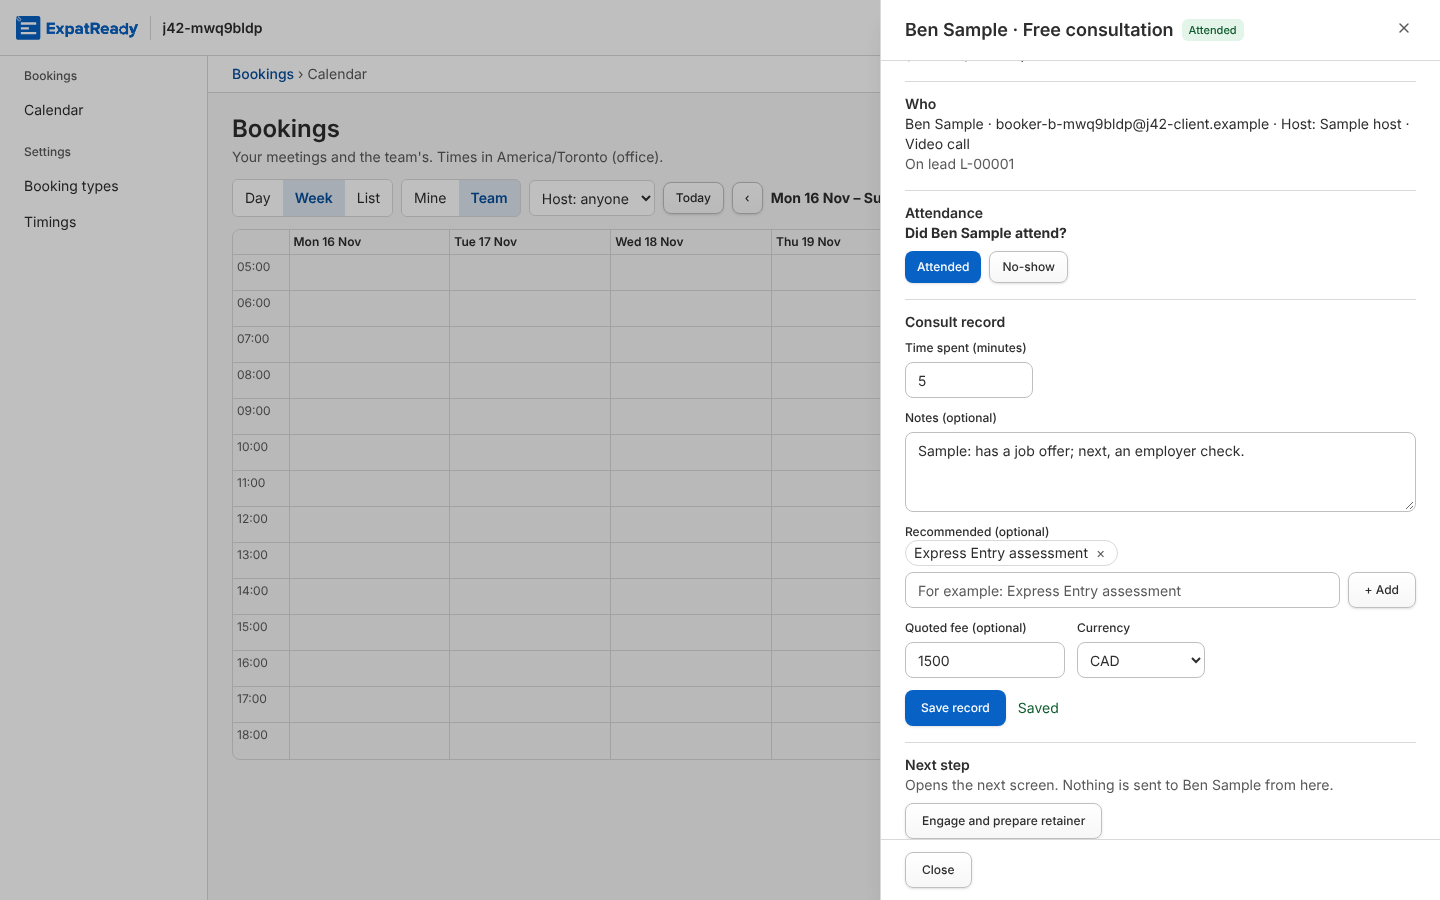 ExpatReady
j42-mwq9bldp
Bookings
Calendar
Settings
Booking types
Timings
Bookings › Calendar
Bookings
Your meetings and the team's. Times in America/Toronto (office).
Day Week List Mine Team Host: anyone Today ‹ Mon 16 Nov – Su
Mon 16 Nov Tue 17 Nov Wed 18 Nov Thu 19 Nov
05:00
06:00
07:00
08:00
09:00
10:00
11:00
12:00
13:00
14:00
15:00
16:00
17:00
18:00
Ben Sample · Free consultation Attended ×
Who
Ben Sample · booker-b-mwq9bldp@j42-client.example · Host: Sample host ·
Video call
On lead L-00001
Attendance
Did Ben Sample attend?
Attended No-show
Consult record
Time spent (minutes)
5
Notes (optional)
Sample: has a job offer; next, an employer check.
Recommended (optional)
Express Entry assessment ×
For example: Express Entry assessment + Add
Quoted fee (optional) Currency
1500 CAD
Save record Saved
Next step
Opens the next screen. Nothing is sent to Ben Sample from here.
Engage and prepare retainer
Close